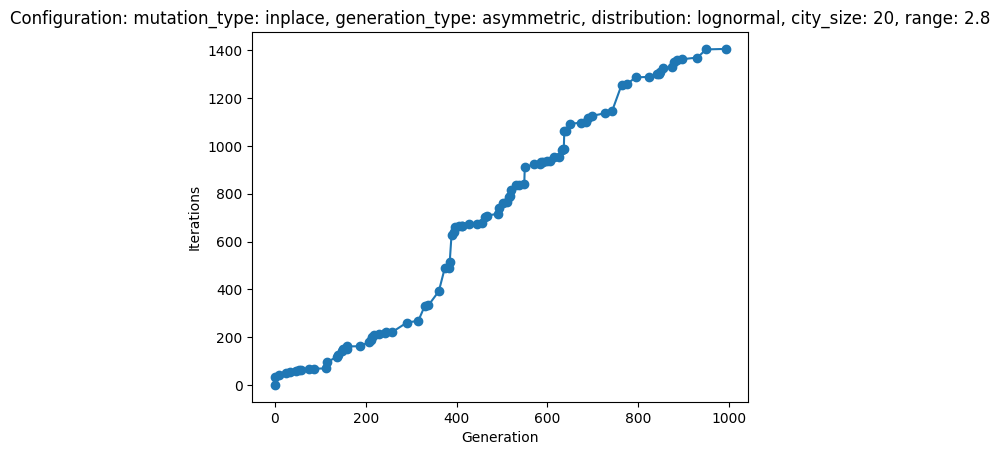 Configuration: mutation_type: inplace, generation_type: asymmetric, distribution: lognormal, city_size: 20, range: 2.8
1400
1200
1000
800
600
400
200
0
Iterations
0 200 400 600 800 1000
Generation